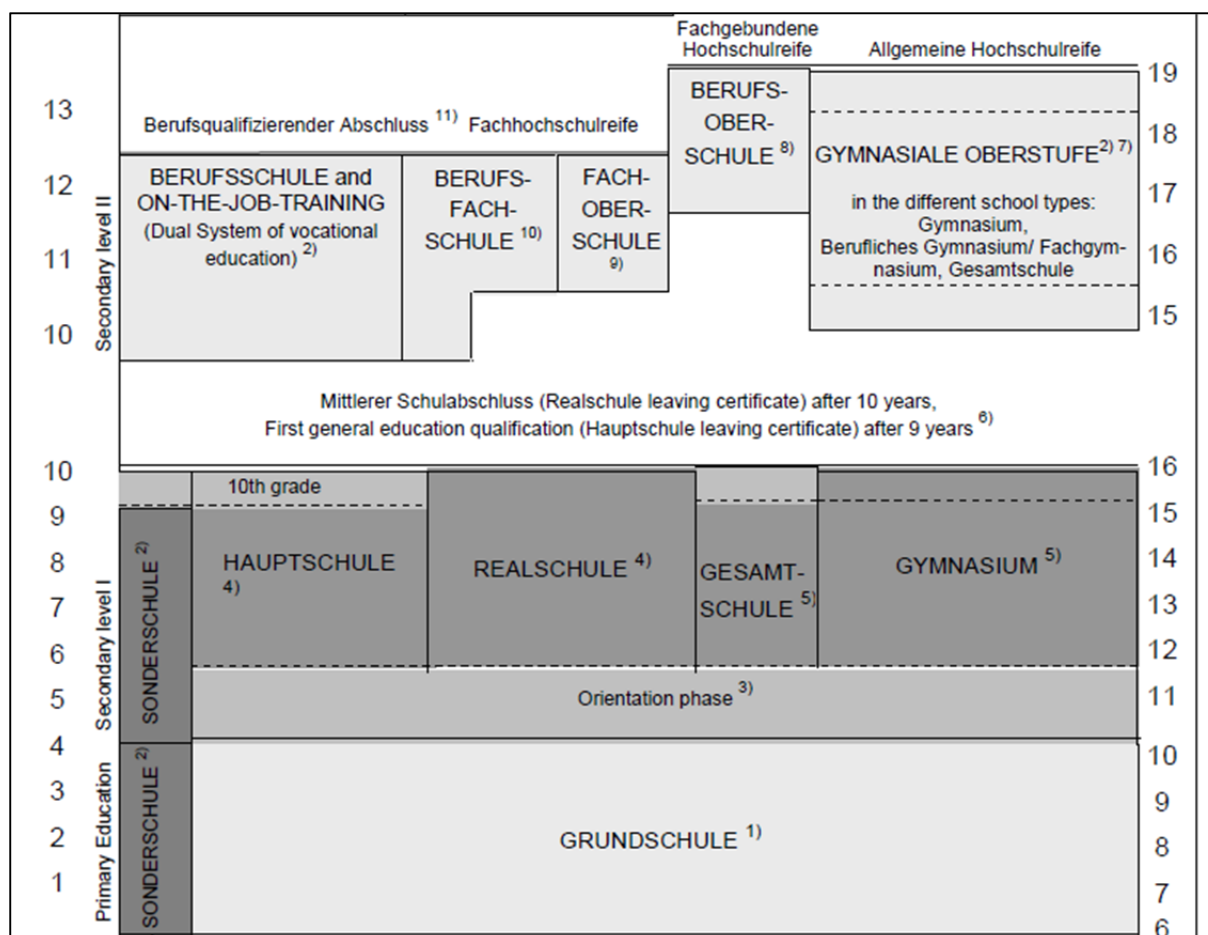 Fachgebundene
Hochschulreife
Allgemeine Hochschulreife
19
13
BERUFS-
OBER-
SCHULE 8)
Berufsqualifizierender Abschluss 11) Fachhochschulreife
18
GYMNASIALE OBERSTUFE2) 7)
in the different school types:
Gymnasium,
Berufliches Gymnasium/ Fachgym-
nasium, Gesamtschule
12
BERUFSSCHULE and
ON-THE-JOB-TRAINING
(Dual System of vocational
education) 2)
BERUFS-
FACH-
SCHULE 10)
FACH-
OBER-
SCHULE
9)
17
11
16
10
15
Secondary level II
Mittlerer Schulabschluss (Realschule leaving certificate) after 10 years,
First general education qualification (Hauptschule leaving certificate) after 9 years 6)
10
16
10th grade
9
15
8
HAUPTSCHULE
4)
REALSCHULE 4)
GESAMT-
SCHULE 5)
GYMNASIUM 5)
14
7
13
6
12
Secondary level I
SONDERSCHULE 2)
5
Orientation phase 3)
11
4
10
3
9
2
GRUNDSCHULE 1)
8
1
7
6
Primary Education
SONDERSCHULE 2)